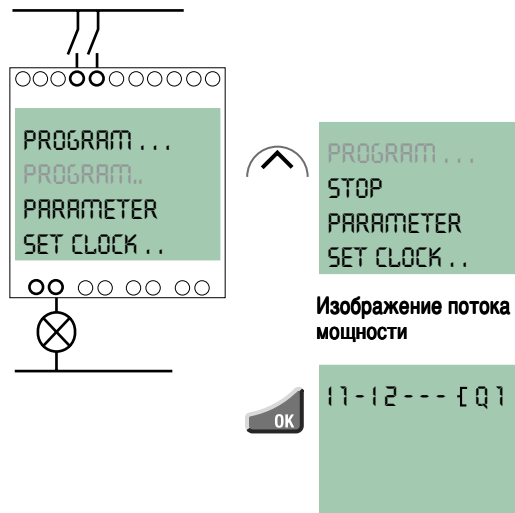 PROGRAM...
PROGRAM..
PARAMETER
SET CLOCK..
PROGRAM...
STOP
PARAMETER
SET CLOCK..
Изображение потока
мощности
OK
I1-I2---[Q1